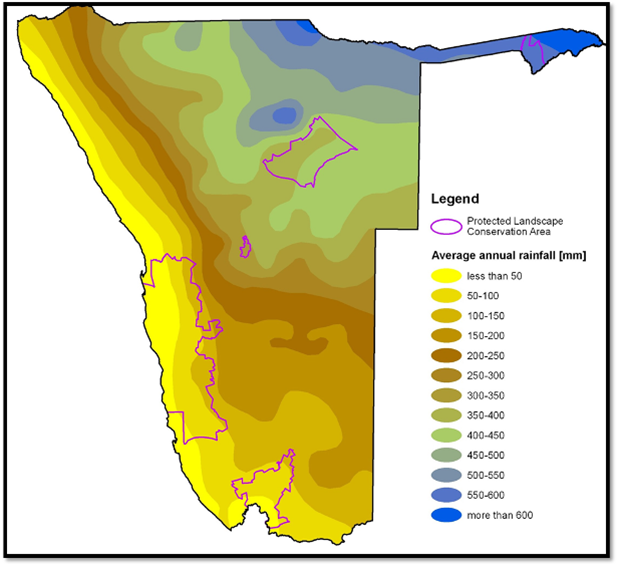 Legend
Protected Landscape
Conservation Area
Average annual rainfall [mm]
less than 50
50-100
100-150
150-200
200-250
250-300
300-350
350-400
400-450
450-500
500-550
550-600
more than 600